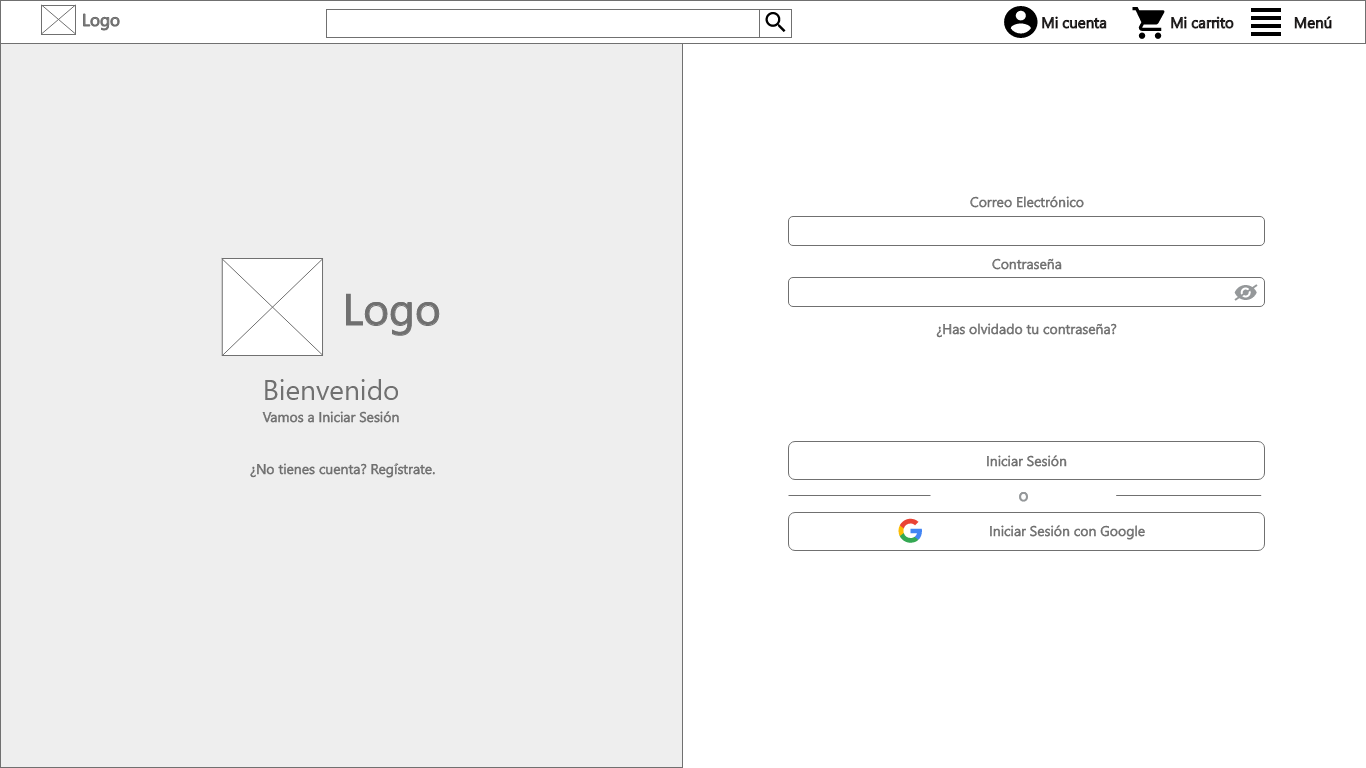 Logo
Mi cuenta
Mi carrito
Menú
Logo
Bienvenido
Vamos a Iniciar Sesión
¿No tienes cuenta? Regístrate.
Correo Electrónico
Contraseña
¿Has olvidado tu contraseña?
Iniciar Sesión
o
Iniciar Sesión con Google